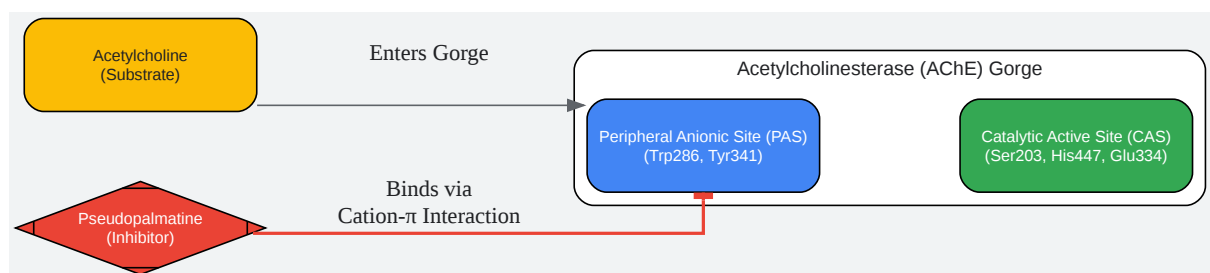 Acetylcholine
(Substrate)
Enters Gorge
Acetylcholinesterase (AChE) Gorge
Peripheral Anionic Site (PAS)
(Trp286, Tyr341)
Catalytic Active Site (CAS)
(Ser203, His447, Glu334)
Pseudopalmatine
(Inhibitor)
Binds via
Cation-π Interaction